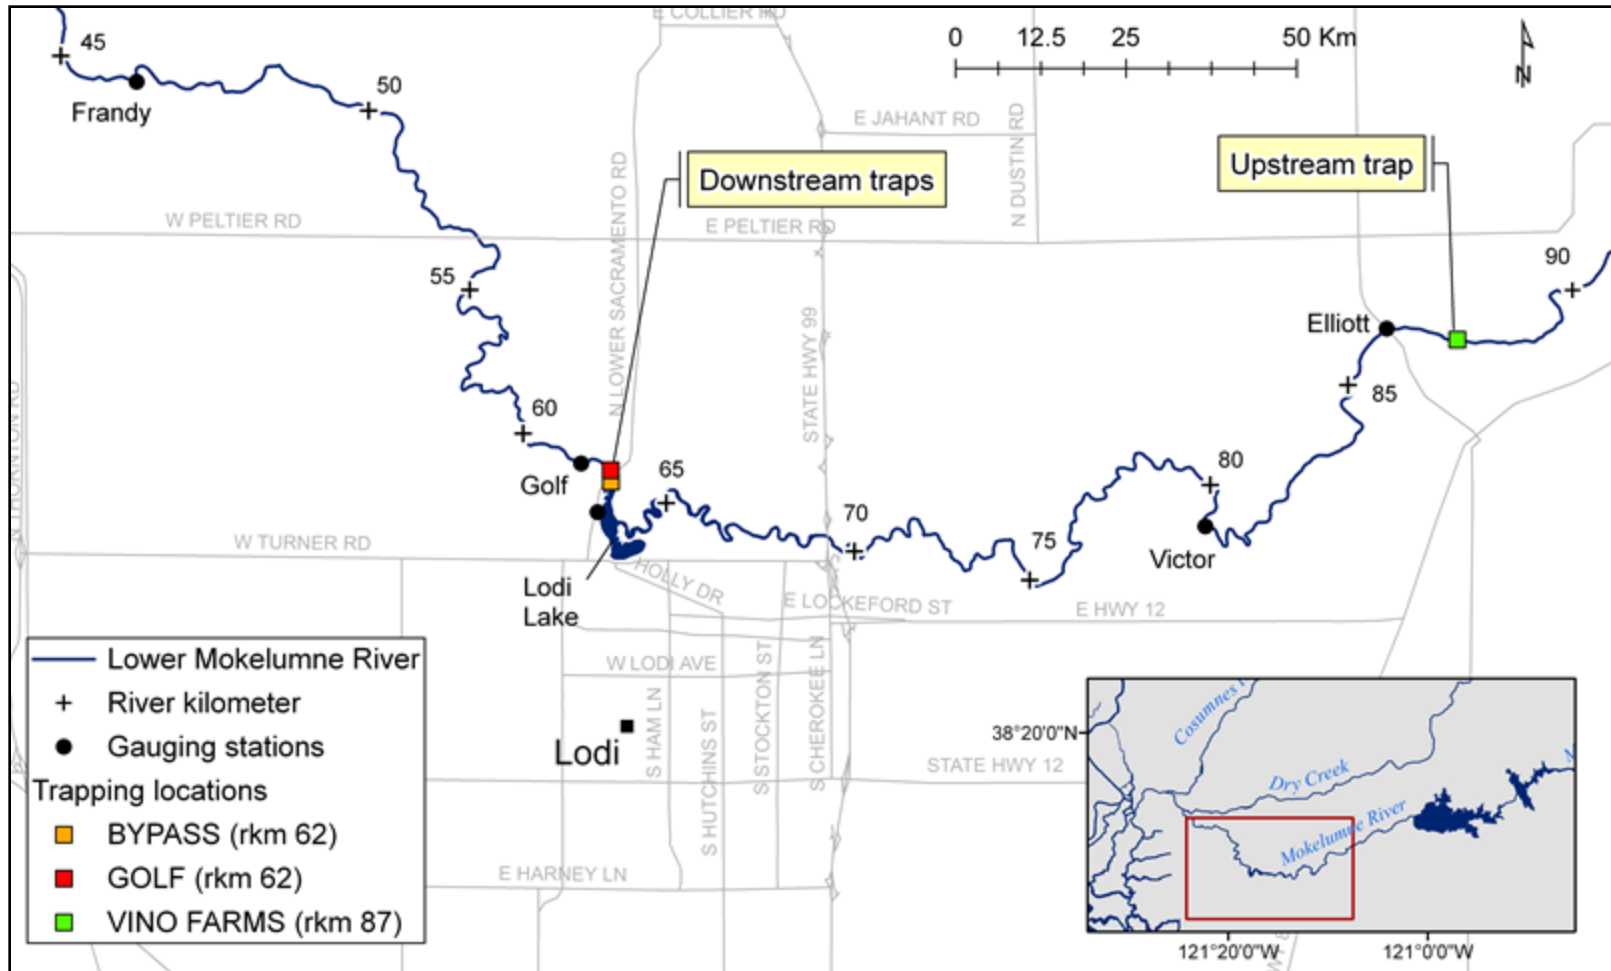 E COLLIER RD
45
0 12.5 25 50 Km
50
N
Frandy
E JAHANT RD
N DUSTIN RD
Downstream traps
Upstream trap
N LOWER SACRAMENTO RD
W PELTIER RD
E PELTIER RD
90
55
STATE HWY 99
Elliott
85
N THORNTON RD
60
65
80
Golf
70
75
W TURNER RD
Victor
Lodi
Lake
HOLLY DR
E LOCKEFORD ST
E HWY 12
W LODI AVE
S HAM LN
S HUTCHINS ST
S STOCKTON ST
S CHEROKEE LN
Lodi
STATE HWY 12
E HARNEY LN
Lower Mokelumne River
River kilometer
Gauging stations
Trapping locations
BYPASS (rkm 62)
GOLF (rkm 62)
VINO FARMS (rkm 87)
38°20'0"N
Cosumnes
Dry Creek
Mokelumne River
121°20'0"W
121°0'0"W